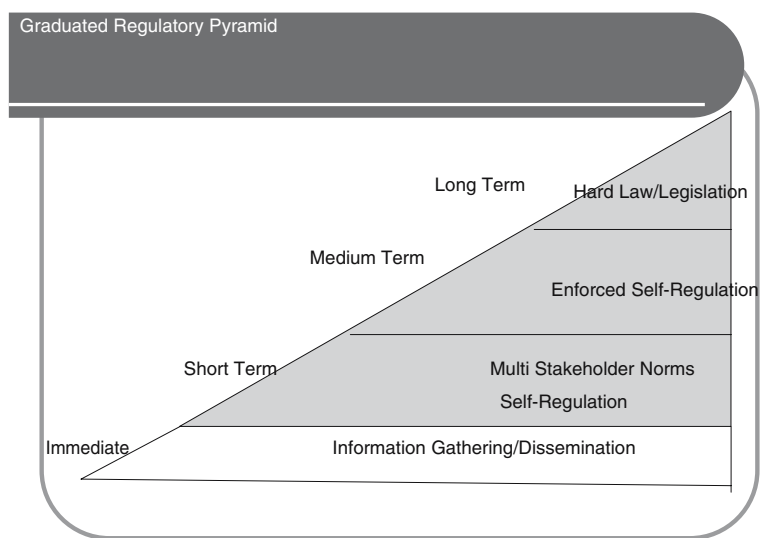 Graduated Regulatory Pyramid
Long Term
Hard Law/Legislation
Medium Term
Enforced Self-Regulation
Short Term
Multi Stakeholder Norms
Self-Regulation
Immediate
Information Gathering/Dissemination